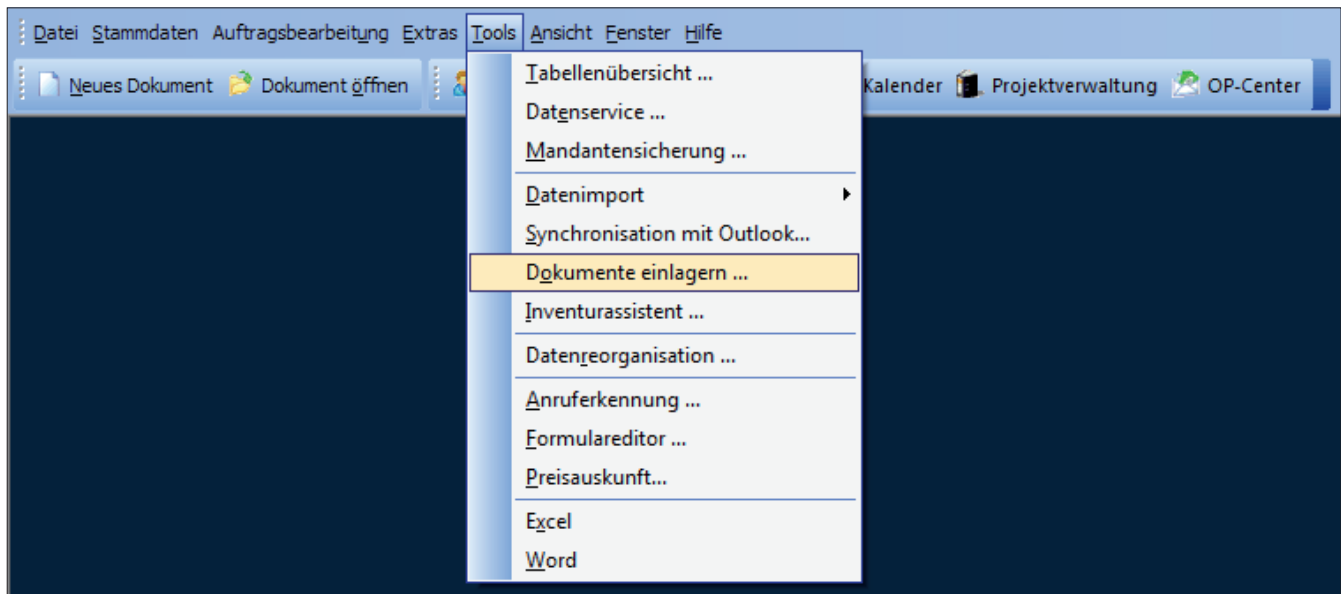 Datei Stammdaten Auftragsbearbeitung Extras Tools Ansicht Fenster Hilfe
Neues Dokument Dokument öffnen Kalender Projektverwaltung OP-Center
Tabellenübersicht ...
Datenservice ...
Mandantensicherung ...
Datenimport
Synchronisation mit Outlook...
Dokumente einlagern ...
Inventurassistent ...
Datenreorganisation ...
Anruferkennung ...
Formulareditor ...
Preisauskunft...
Excel
Word